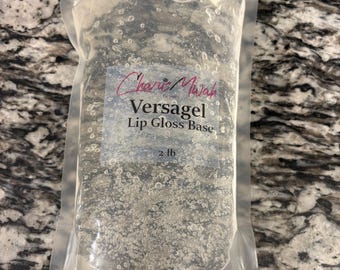 Versagel
Lip Gloss Base
2 lb